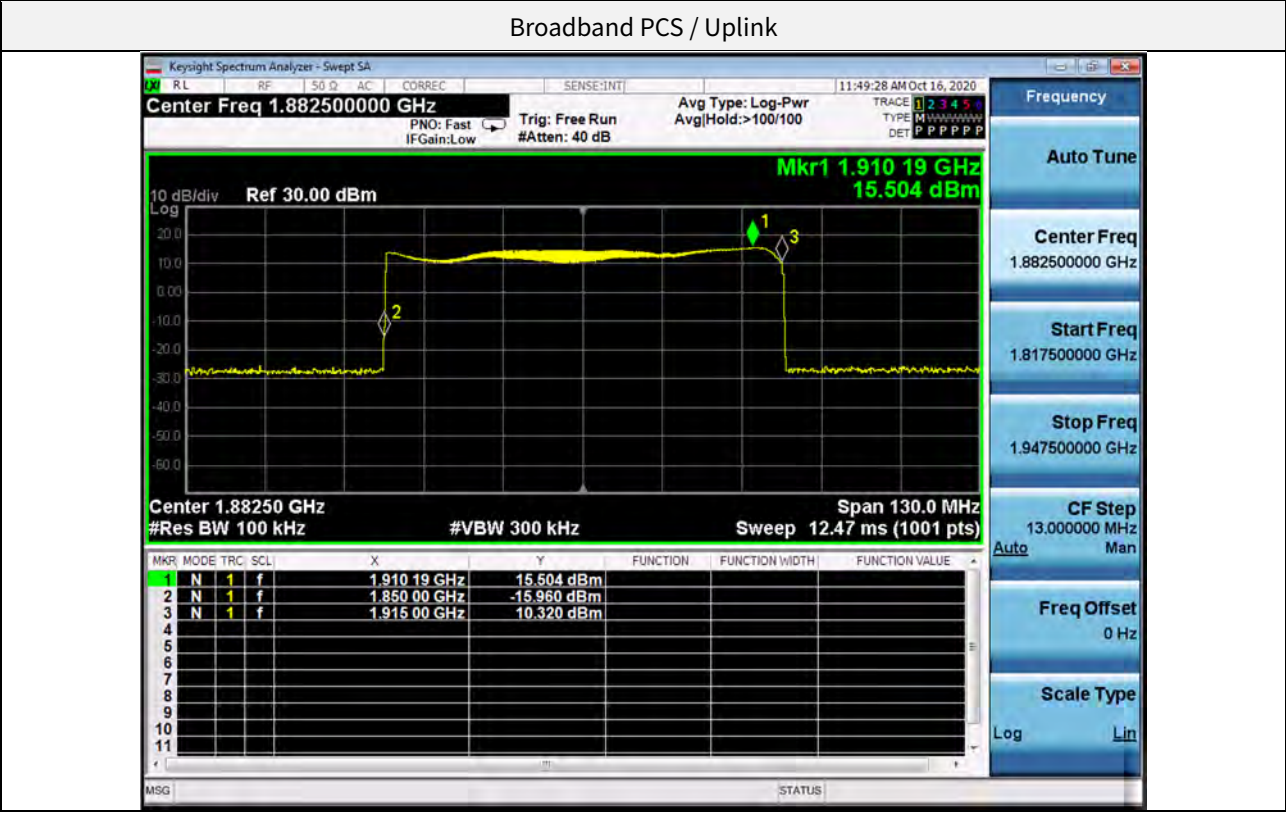 Broadband PCS / Uplink
Keysight Spectrum Analyzer - Swept SA
LXI RL RF 50 Ω AC CORREC SENSE:INT 11:49:28 AM Oct 16, 2020
Center Freq 1.882500000 GHz
PNO: Fast
IFGain:Low
Trig: Free Run
#Atten: 40 dB
Avg Type: Log-Pwr
Avg|Hold:>100/100
TRACE 1 2 3 4 5 6
TYPE MWWWWW
DET P P P P P P
Mkr1 1.910 19 GHz
15.504 dBm
10 dB/div Ref 30.00 dBm
Log
20.0
10.0
0.00
-10.0
-20.0
-30.0
-40.0
-50.0
-60.0
1
2
3
Center 1.88250 GHz Span 130.0 MHz
#Res BW 100 kHz #VBW 300 kHz Sweep 12.47 ms (1001 pts)
MKR MODE TRC SCL X Y FUNCTION FUNCTION WIDTH FUNCTION VALUE
1 N 1 f 1.910 19 GHz 15.504 dBm
2 N 1 f 1.850 00 GHz -15.960 dBm
3 N 1 f 1.915 00 GHz 10.320 dBm
4
5
6
7
8
9
10
11
MSG STATUS
Frequency
Auto Tune
Center Freq
1.882500000 GHz
Start Freq
1.817500000 GHz
Stop Freq
1.947500000 GHz
CF Step
13.000000 MHz
Auto Man
Freq Offset
0 Hz
Scale Type
Log Lin